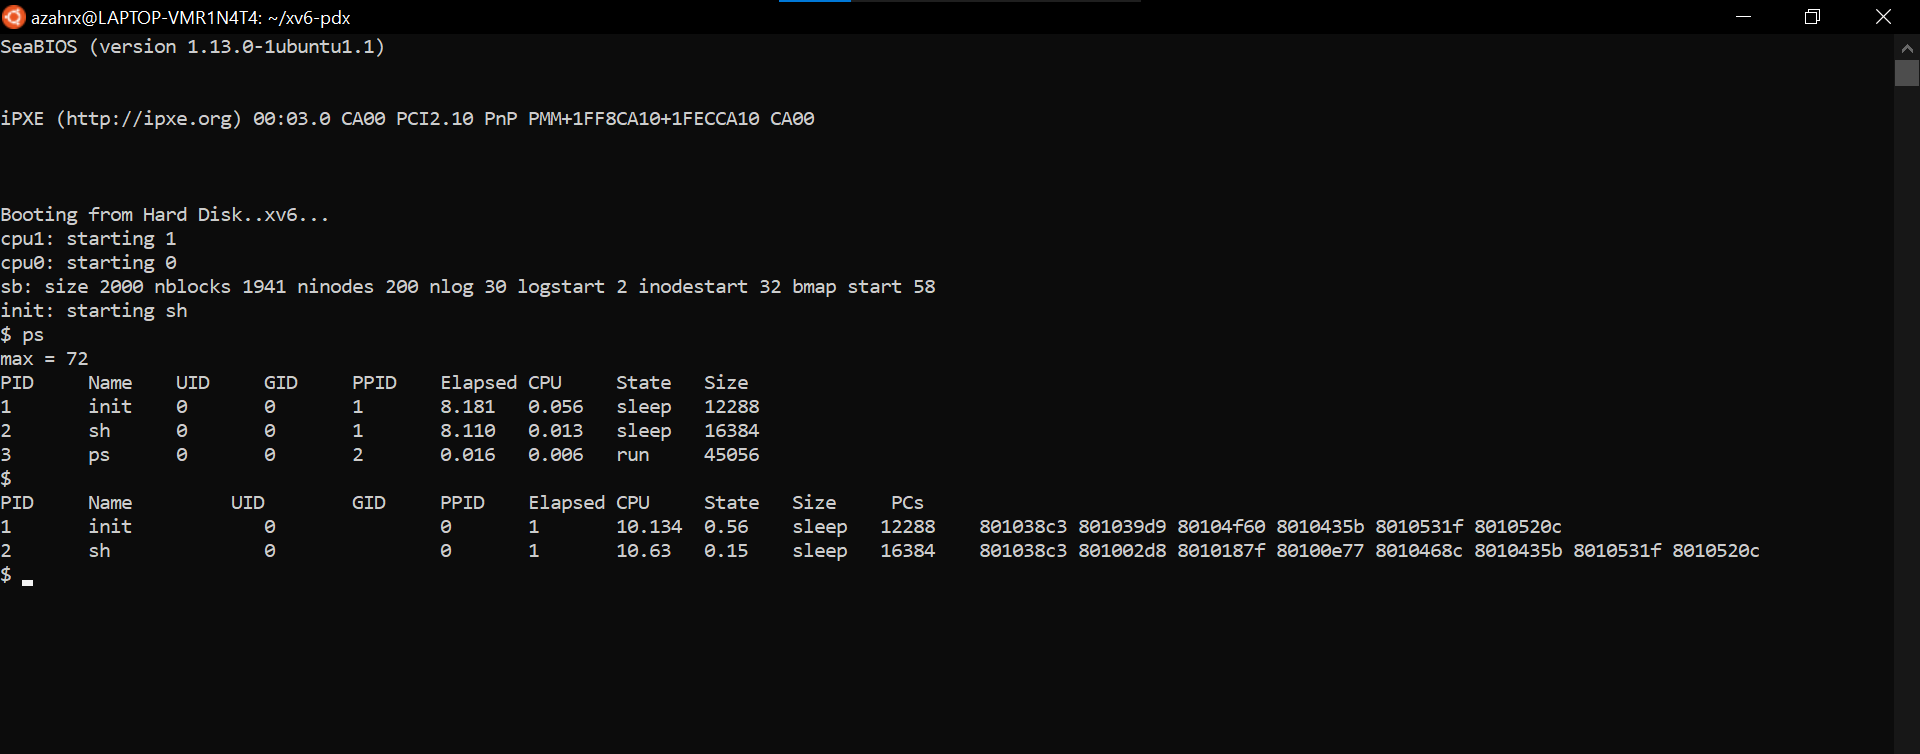 azahrx@LAPTOP-VMR1N4T4: ~/xv6-pdx
SeaBIOS (version 1.13.0-1ubuntu1.1)
iPXE (http://ipxe.org) 00:03.0 CA00 PCI2.10 PnP PMM+1FF8CA10+1FECCA10 CA00
Booting from Hard Disk..xv6...
cpu1: starting 1
cpu0: starting 0
sb: size 2000 nblocks 1941 ninodes 200 nlog 30 logstart 2 inodestart 32 bmap start 58
init: starting sh
$ ps
max = 72
PID     Name    UID     GID     PPID    Elapsed CPU     State   Size
1       init    0       0       1       8.181   0.056   sleep   12288
2       sh      0       0       1       8.110   0.013   sleep   16384
3       ps      0       0       2       0.016   0.006   run     45056
$
PID     Name         UID        GID     PPID    Elapsed CPU     State   Size     PCs
1       init            0               0       1       10.134  0.56    sleep   12288    801038c3 801039d9 80104f60 8010435b 8010531f 8010520c
2       sh              0               0       1       10.63   0.15    sleep   16384    801038c3 801002d8 8010187f 80100e77 8010468c 8010435b 8010531f 8010520c
$